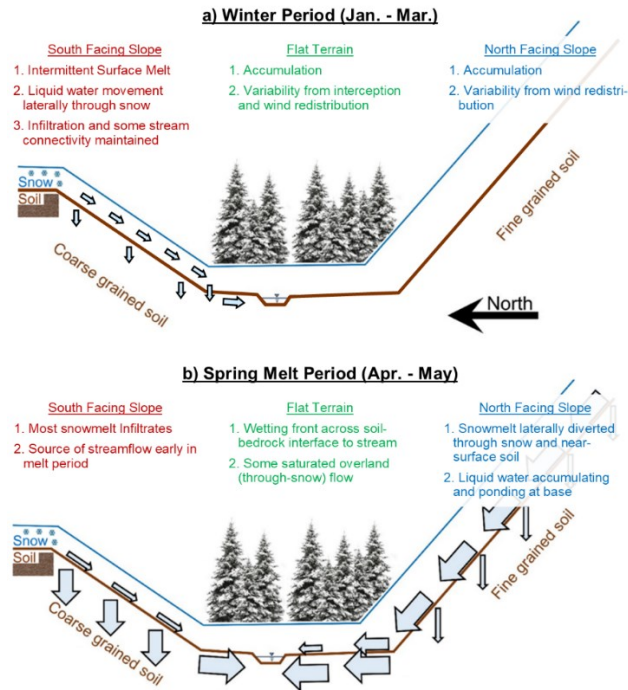 a) Winter Period (Jan. - Mar.)
South Facing Slope
1. Intermittent Surface Melt
2. Liquid water movement
laterally through snow
3. Infiltration and some stream
connectivity maintained
Flat Terrain
1. Accumulation
2. Variability from interception
and wind redistribution
North Facing Slope
1. Accumulation
2. Variability from wind redistri-
bution
Snow
Soil
Coarse grained soil
Fine grained soil
North
b) Spring Melt Period (Apr. - May)
South Facing Slope
1. Most snowmelt Infiltrates
2. Source of streamflow early in
melt period
Flat Terrain
1. Wetting front across soil-
bedrock interface to stream
2. Some saturated overland
(through-snow) flow
North Facing Slope
1. Snowmelt laterally diverted
through snow and near-
surface soil
2. Liquid water accumulating
and ponding at base
Snow
Soil
Coarse grained soil
Fine grained soil